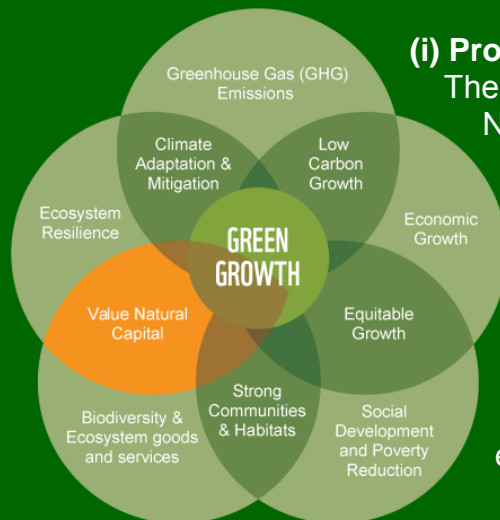 (i) Pro
The
N
Greenhouse Gas (GHG)
Emissions
Climate
Adaptation &
Mitigation
Low
Carbon
Growth
Ecosystem
Resilience
GREEN
GROWTH
Economic
Growth
Value Natural
Capital
Equitable
Growth
Strong
Communities
& Habitats
Biodiversity &
Ecosystem goods
and services
Social
Development
and Poverty
Reduction
e